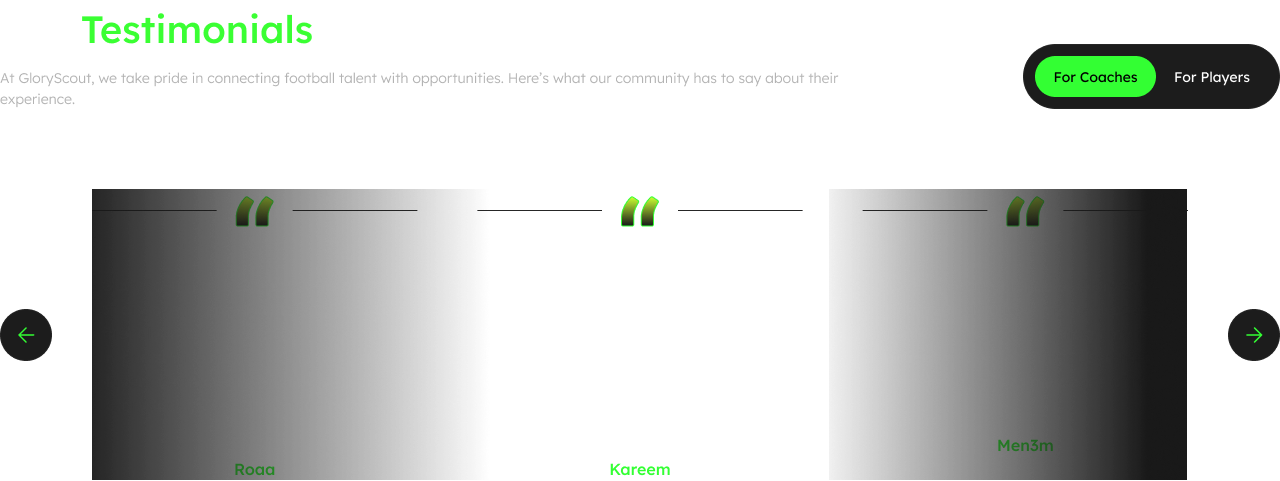 Testimonials
At GloryScout, we take pride in connecting football talent with opportunities. Here’s what our community has to say about their
experience.
For Coaches
For Players
“
“
“
Men3m
Roaa
Kareem